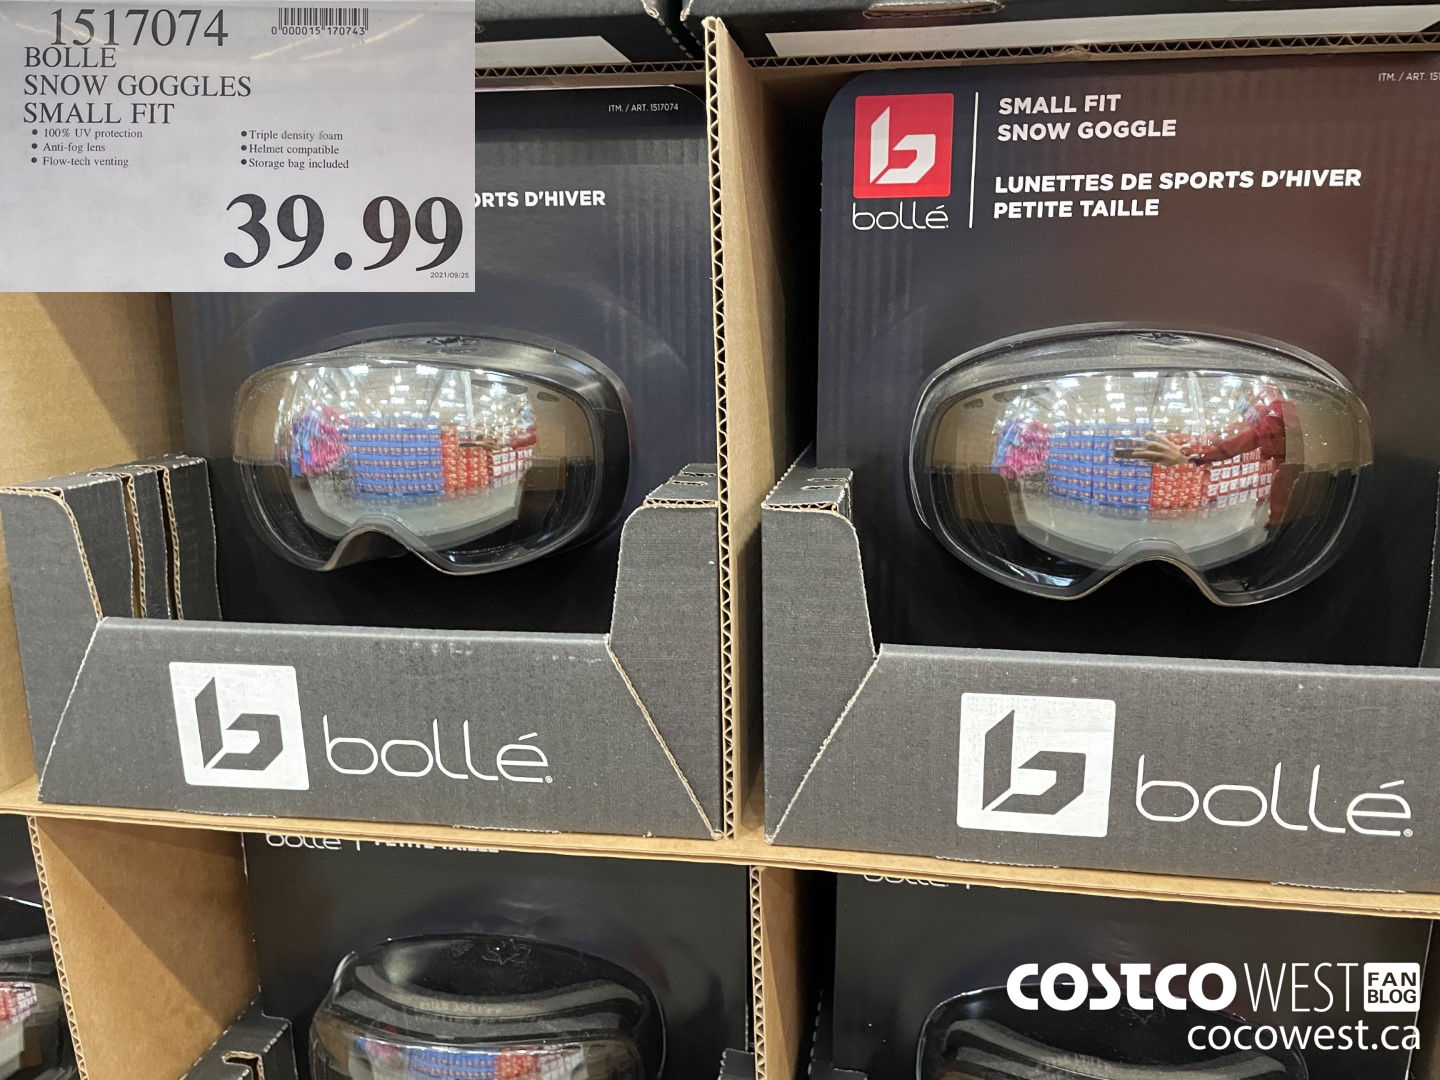 1517074
0 000015 170743
BOLLE
SNOW GOGGLES
SMALL FIT
• 100% UV protection
• Anti-fog lens
• Flow-tech venting
• Triple density foam
• Helmet compatible
• Storage bag included
39.99
2021/09/25
ITM. / ART. 1517074
D'HIVER
ITM. / ART.
bollé
SMALL FIT
SNOW GOGGLE
LUNETTES DE SPORTS D'HIVER
PETITE TAILLE
bollé
bollé
bollé
bollé
COSTCO WEST FAN BLOG
cocowest.ca